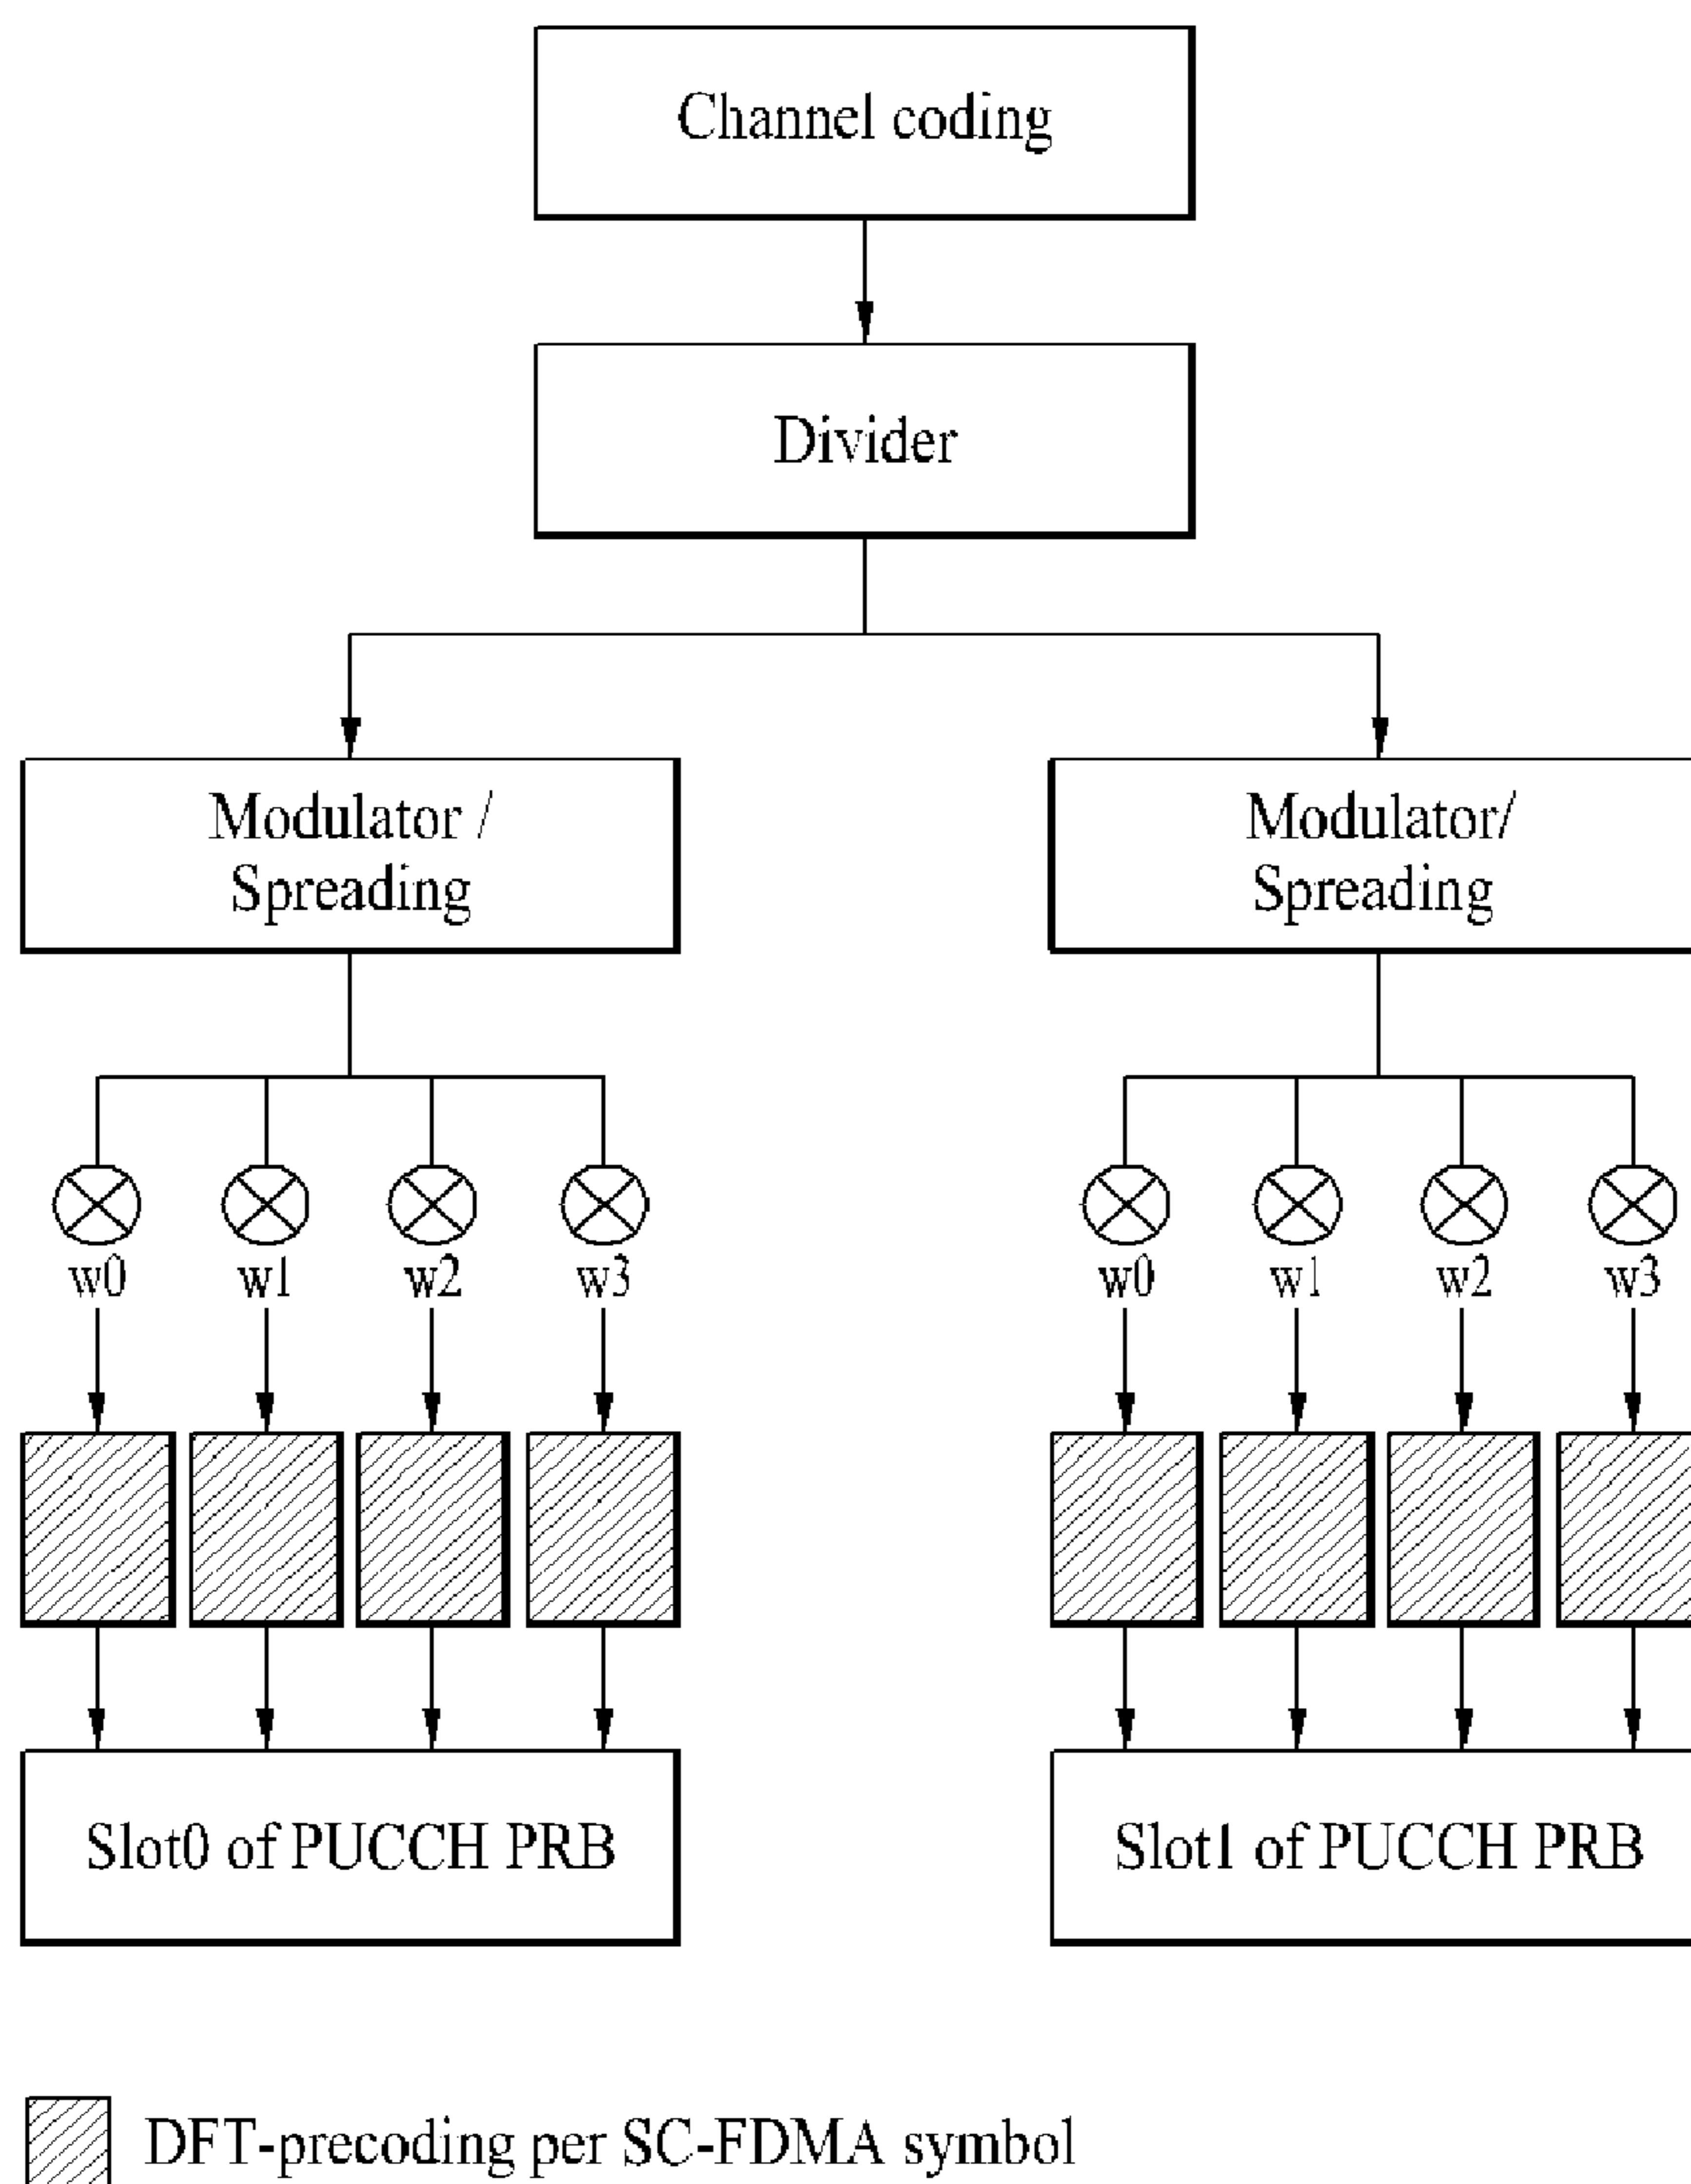 Channel coding
Divider
Modulator /
Spreading
Modulator/
Spreading
w0 w1 w2 w3
w0 w1 w2 w3
Slot0 of PUCCH PRB
Slot1 of PUCCH PRB
DFT-precoding per SC-FDMA symbol